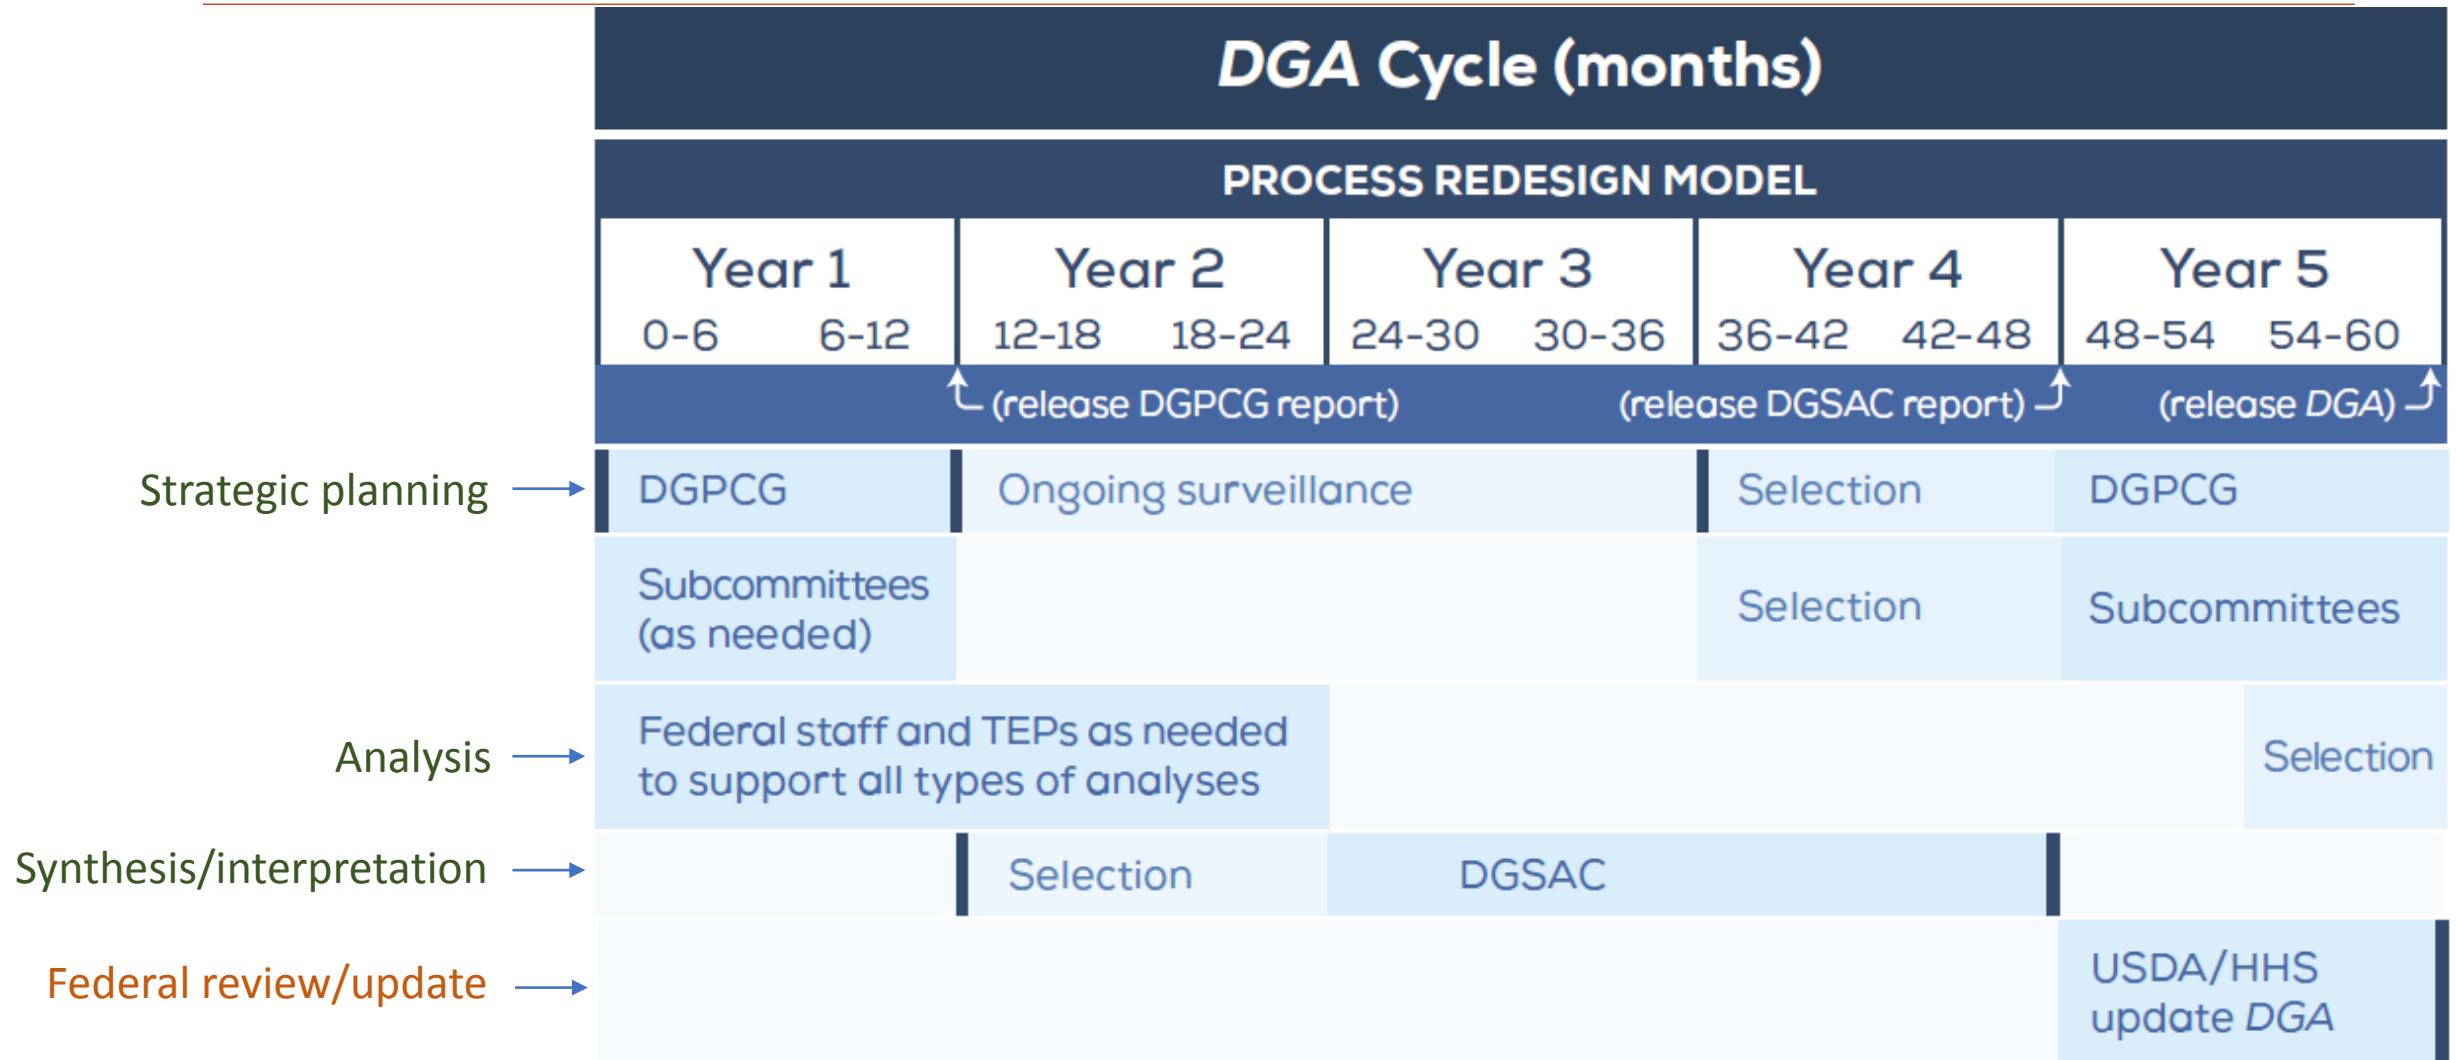 DGA Cycle (months)
PROCESS REDESIGN MODEL
Year 1 Year 2 Year 3 Year 4 Year 5
0-6 6-12 12-18 18-24 24-30 30-36 36-42 42-48 48-54 54-60
(release DGPCG report) (release DGSAC report) (release DGA)
Strategic planning DGPCG Ongoing surveillance Selection DGPCG
Subcommittees
(as needed)
Selection
Subcommittees
Analysis
Federal staff and TEPs as needed
to support all types of analyses
Selection
Synthesis/interpretation Selection DGSAC
Federal review/update
USDA/HHS
update DGA